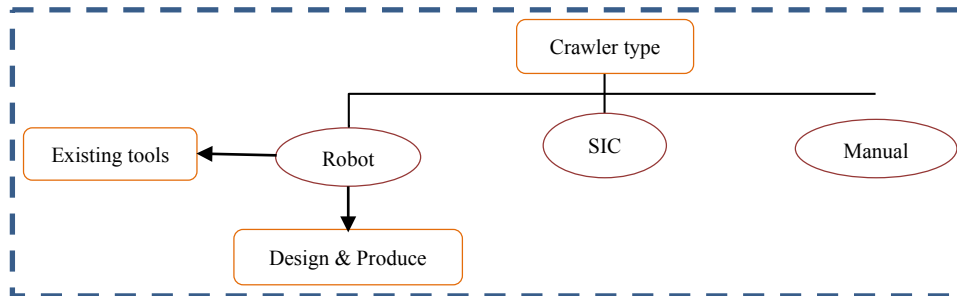 Crawler type
Existing tools
Robot
SIC
Manual
Design & Produce